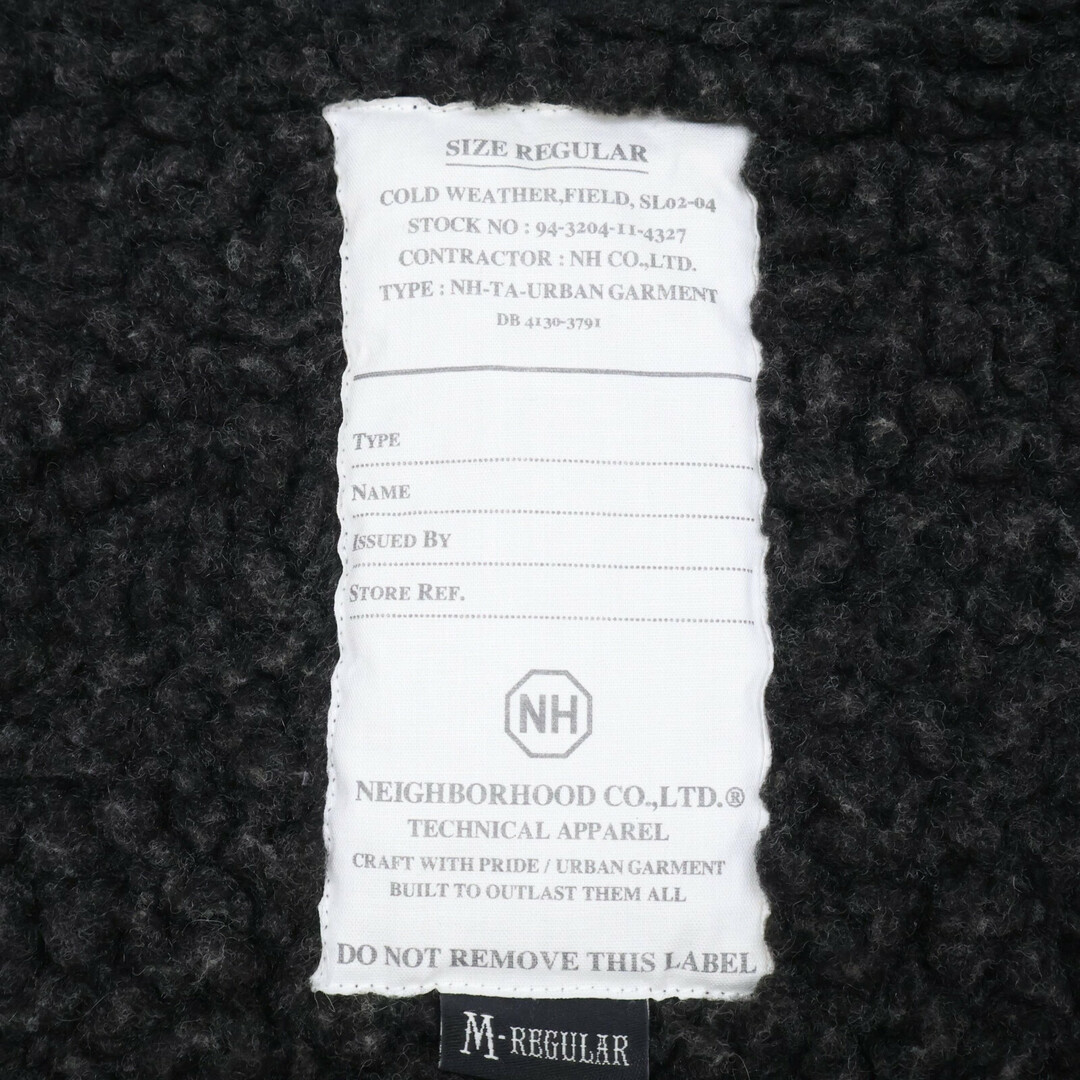 SIZE REGULAR
COLD WEATHER,FIELD, SL02-04
STOCK NO : 94-3204-11-4327
CONTRACTOR : NH CO.,LTD.
TYPE : NH-TA-URBAN GARMENT
DB 4130-3791
TYPE
NAME
ISSUED BY
STORE REF.
NH
NEIGHBORHOOD CO.,LTD.®
TECHNICAL APPAREL
CRAFT WITH PRIDE / URBAN GARMENT
BUILT TO OUTLAST THEM ALL
DO NOT REMOVE THIS LABEL
M-REGULAR